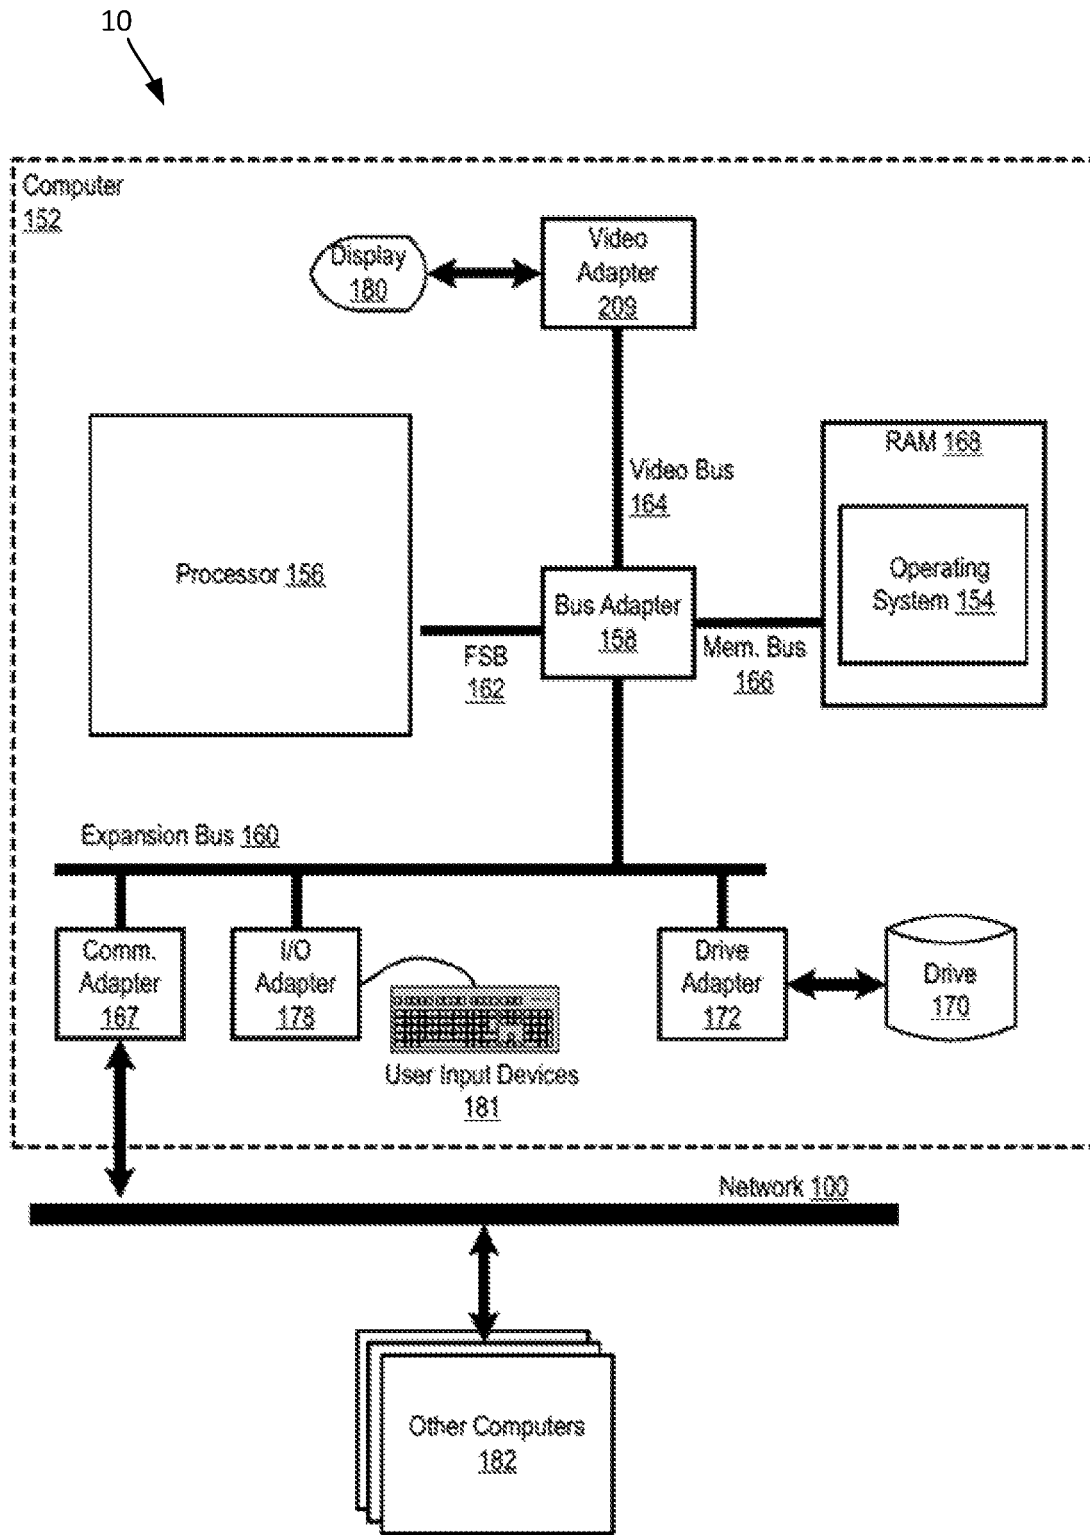 10
Computer
152
Display
180
Video
Adapter
209
Video Bus
164
RAM 168
Operating
System 154
Processor 156
Bus Adapter
158
FSB
162
Mem. Bus
166
Expansion Bus 160
Comm.
Adapter
167
I/O
Adapter
178
User Input Devices
181
Drive
Adapter
172
Drive
170
Network 100
Other Computers
182